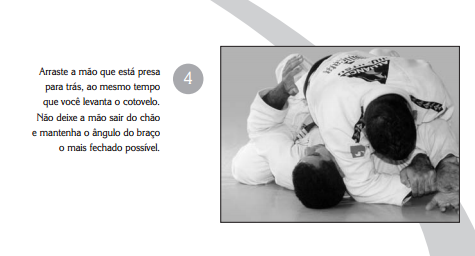 Arraste a mão que está presa
para trás, ao mesmo tempo
que você levanta o cotovelo.
Não deixe a mão sair do chão
e mantenha o ângulo do braço
o mais fechado possível.
4